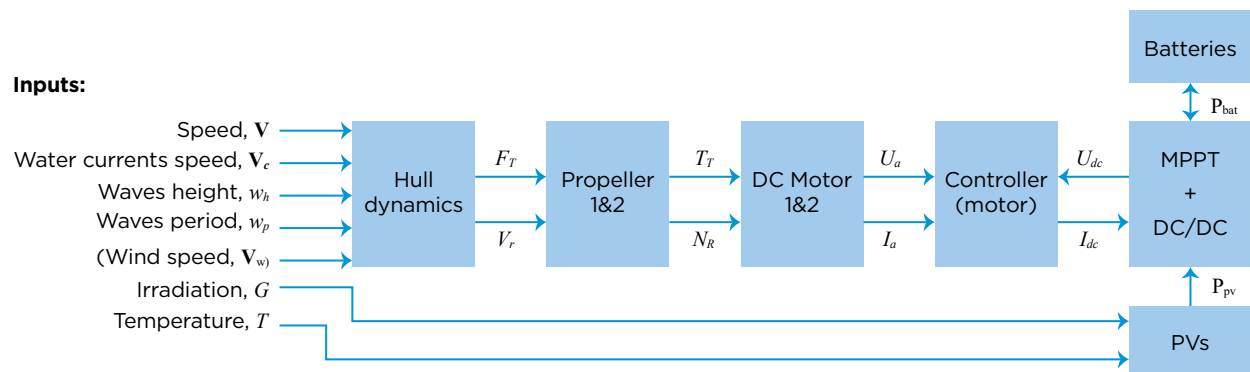 Inputs:
Speed, V
Water currents speed, Vc
Waves height, wh
Waves period, wp
(Wind speed, Vw)
Irradiation, G
Temperature, T
Hull
dynamics
FT
Vr
Propeller
1&2
TT
NR
DC Motor
1&2
Ua
Ia
Controller
(motor)
Udc
Idc
Batteries
Pbat
MPPT
+
DC/DC
Ppv
PVs